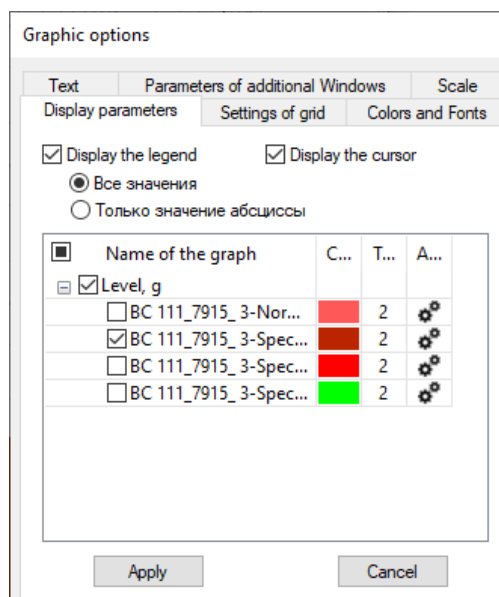 Graphic options
Text Parameters of additional Windows Scale
Display parameters Settings of grid Colors and Fonts
Display the legend Display the cursor
Все значения
Только значение абсциссы
Name of the graph C... T... A...
Level, g
BC 111_7915_ 3-Nor... 2
BC 111_7915_ 3-Spec... 2
BC 111_7915_ 3-Spec... 2
BC 111_7915_ 3-Spec... 2
Apply Cancel